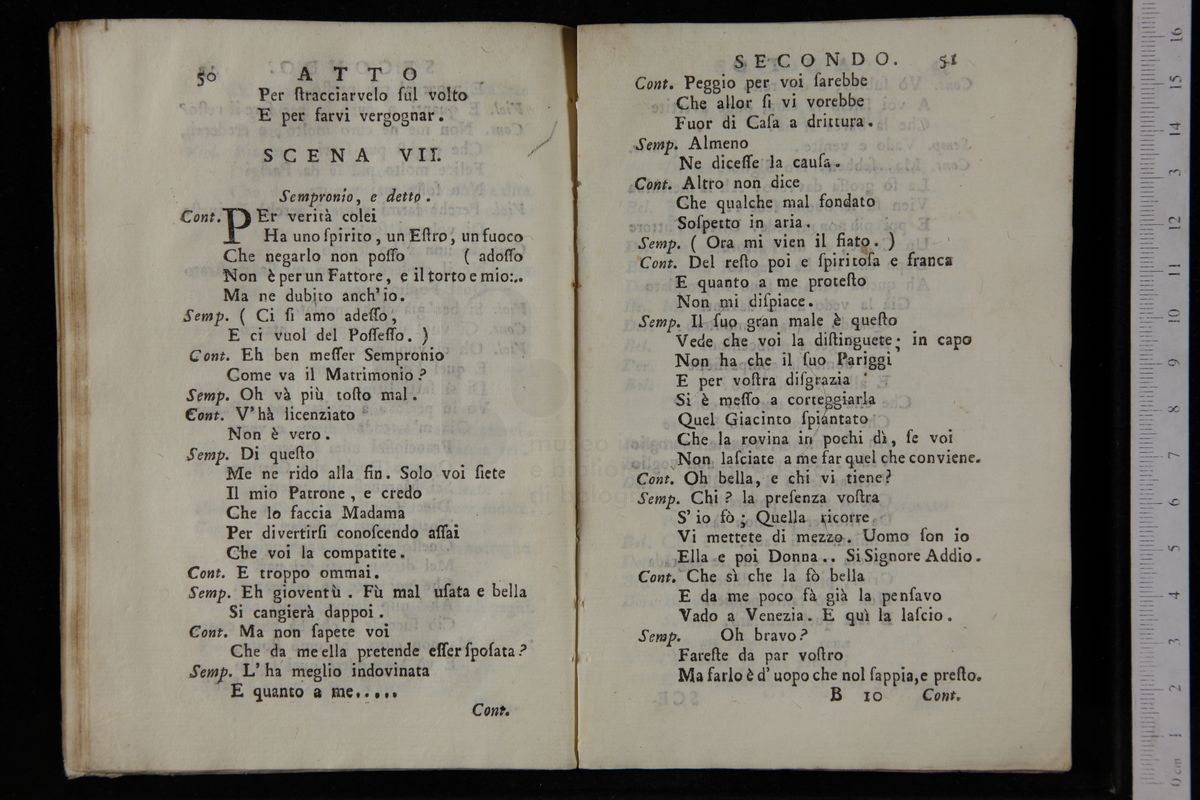 50 ATTO
Per ſtracciarvelo ſul volto
E per farvi vergognar.
SCENA VII.
Sempronio, e detto.
Cont. PEr verità colei
Ha uno ſpirito, un Eſtro, un fuoco
Che negarlo non poſſo ( adoſſo
Non è per un Fattore, e il torto e mio:..
Ma ne dubito anch' io.
Semp. ( Ci ſi amo adeſſo,
E ci vuol del Poſſeſſo. )
Cont. Eh ben meſſer Sempronio
Come va il Matrimonio?
Semp. Oh và più toſto mal.
Cont. V' hà licenziato
Non è vero.
Semp. Di queſto
Me ne rido alla fin. Solo voi ſiete
Il mio Patrone, e credo
Che lo faccia Madama
Per divertirſi conoſcendo aſſai
Che voi la compatite.
Cont. E troppo ommai.
Semp. Eh gioventù. Fù mal uſata e bella
Si cangierà dappoi.
Cont. Ma non ſapete voi
Che da me ella pretende eſſer ſpoſata?
Semp. L' ha meglio indovinata
E quanto a me.....
Cont.
SECONDO. 51
Cont. Peggio per voi ſarebbe
Che allor ſi vi vorebbe
Fuor di Caſa a drittura.
Semp. Almeno
Ne diceſſe la cauſa.
Cont. Altro non dice
Che qualche mal fondato
Soſpetto in aria.
Semp. ( Ora mi vien il fiato. )
Cont. Del reſto poi e ſpiritoſa e franca
E quanto a me proteſto
Non mi diſpiace.
Semp. Il ſuo gran male è queſto
Vede che voi la diſtinguete; in capo
Non ha che il ſuo Pariggi
E per voſtra diſgrazia
Si è meſſo a corteggiarla
Quel Giacinto ſpiantato
Che la rovina in pochi dì, ſe voi
Non laſciate a me far quel che conviene.
Cont. Oh bella, e chi vi tiene?
Semp. Chi? la preſenza voſtra
S' io fò; Quella ricorre
Vi mettete di mezzo. Uomo ſon io
Ella e poi Donna.. Si Signore Addio.
Cont. Che sì che la fò bella
E da me poco fà già la penſavo
Vado a Venezia. E quì la laſcio.
Semp. Oh bravo?
Fareſte da par voſtro
Ma farlo è d' uopo che nol ſappia, e preſto.
B 10 Cont.